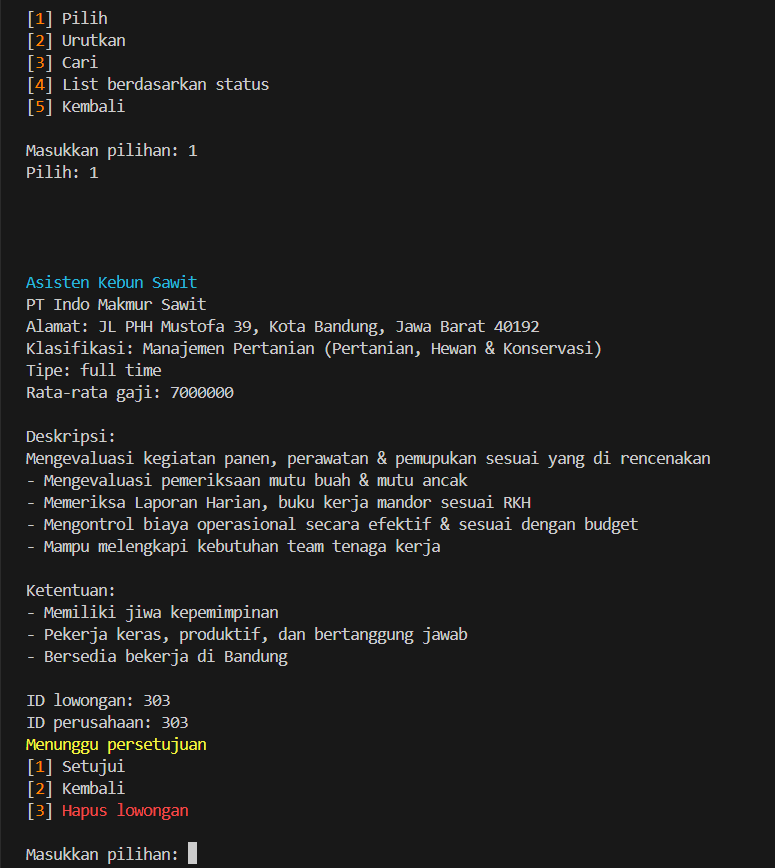 [1] Pilih
[2] Urutkan
[3] Cari
[4] List berdasarkan status
[5] Kembali
Masukkan pilihan: 1
Pilih: 1
Asisten Kebun Sawit
PT Indo Makmur Sawit
Alamat: JL PHH Mustofa 39, Kota Bandung, Jawa Barat 40192
Klasifikasi: Manajemen Pertanian (Pertanian, Hewan & Konservasi)
Tipe: full time
Rata-rata gaji: 7000000
Deskripsi:
Mengevaluasi kegiatan panen, perawatan & pemupukan sesuai yang di rencenakan
- Mengevaluasi pemeriksaan mutu buah & mutu ancak
- Memeriksa Laporan Harian, buku kerja mandor sesuai RKH
- Mengontrol biaya operasional secara efektif & sesuai dengan budget
- Mampu melengkapi kebutuhan team tenaga kerja
Ketentuan:
- Memiliki jiwa kepemimpinan
- Pekerja keras, produktif, dan bertanggung jawab
- Bersedia bekerja di Bandung
ID lowongan: 303
ID perusahaan: 303
Menunggu persetujuan
[1] Setujui
[2] Kembali
[3] Hapus lowongan
Masukkan pilihan: